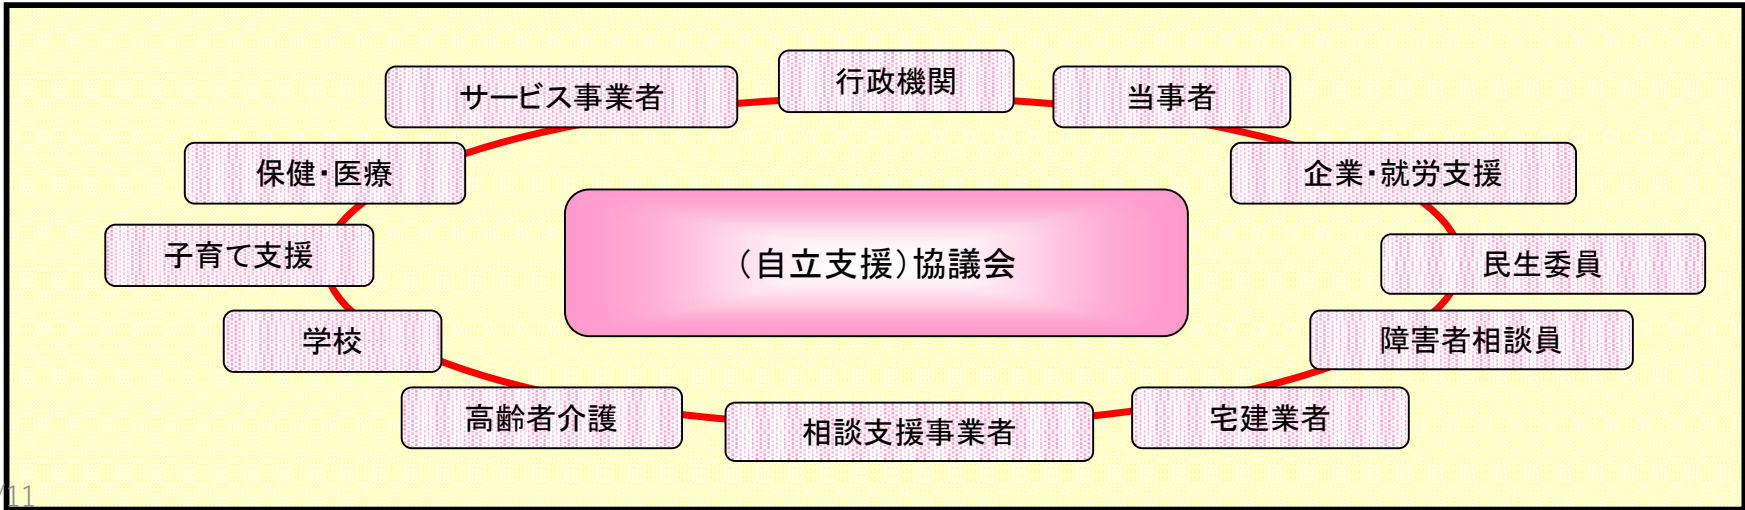 行政機関
サービス事業者
当事者
保健・医療
企業・就労支援
子育て支援
（自立支援）協議会
民生委員
学校
障害者相談員
高齢者介護
相談支援事業者
宅建業者
/11